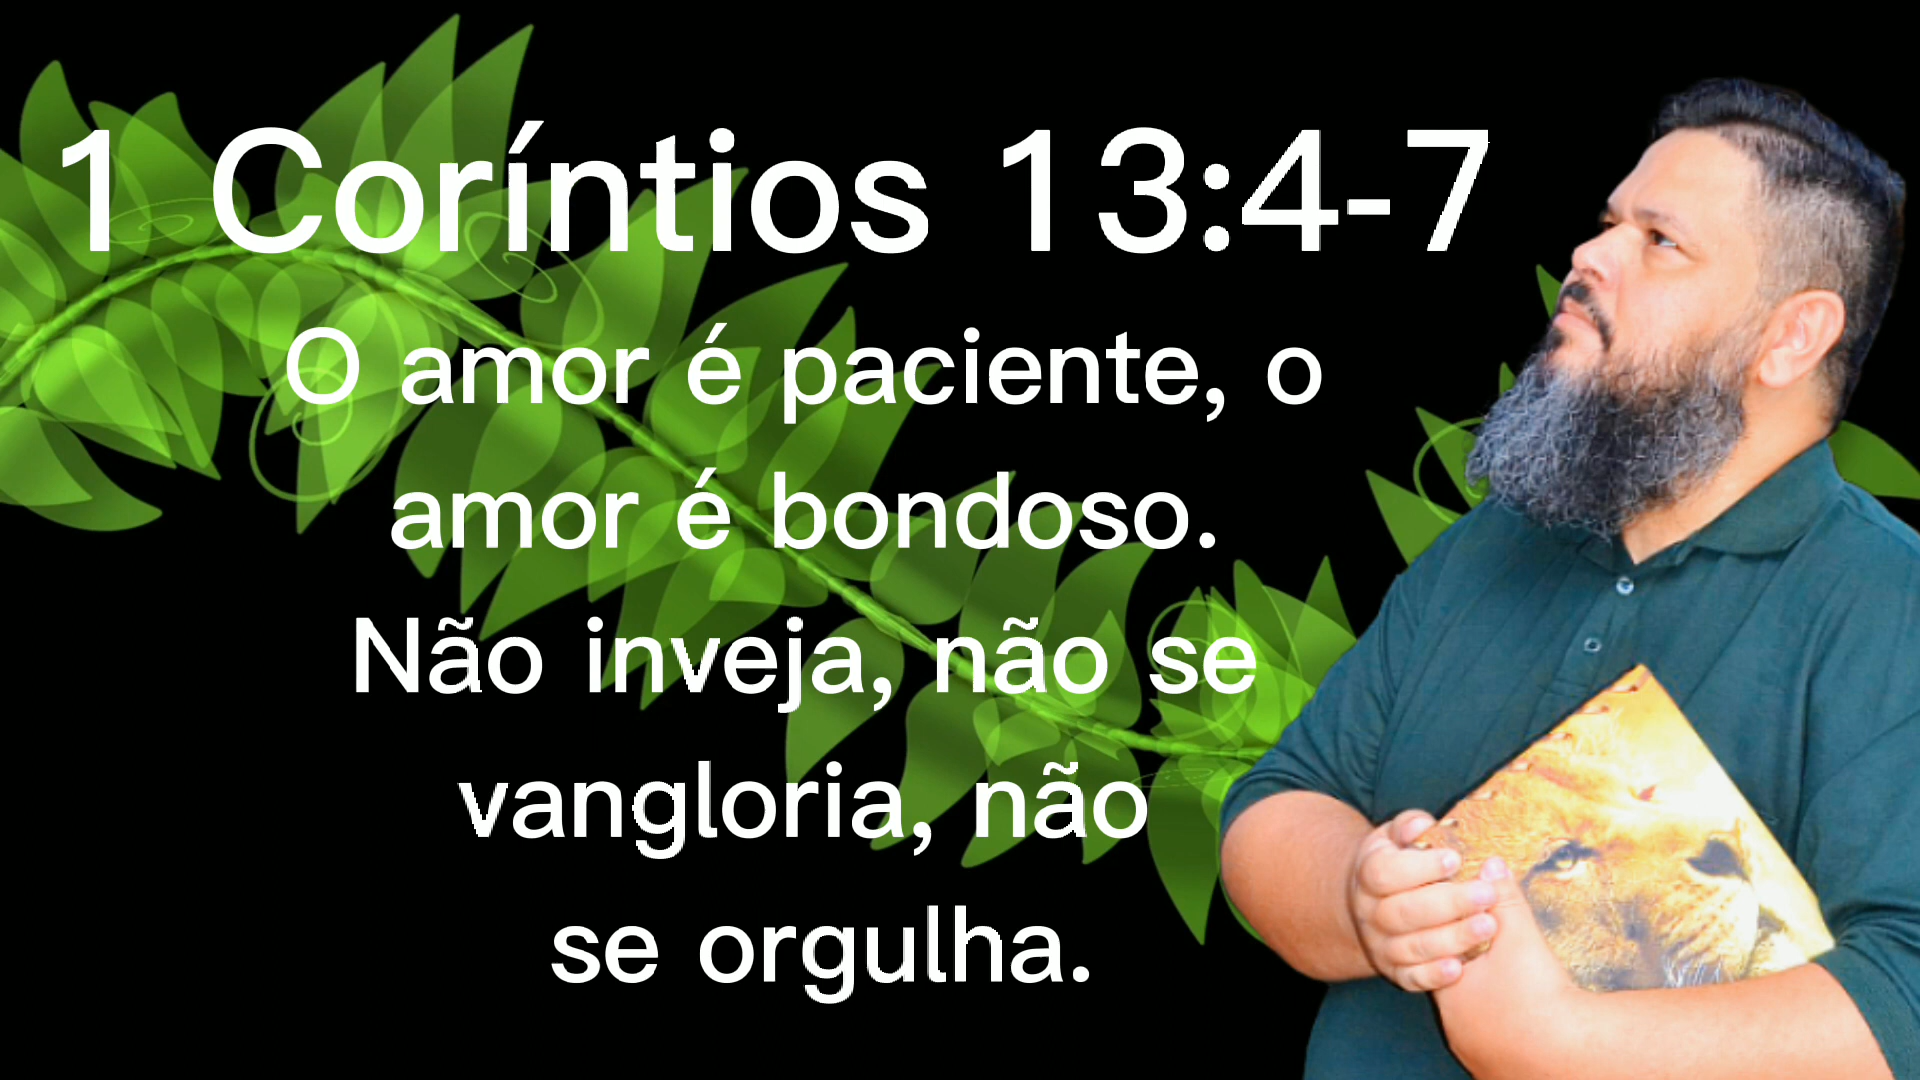 1 Coríntios 13:4-7
O amor é paciente, o
amor é bondoso.
Não inveja, não se
vangloria, não
se orgulha.